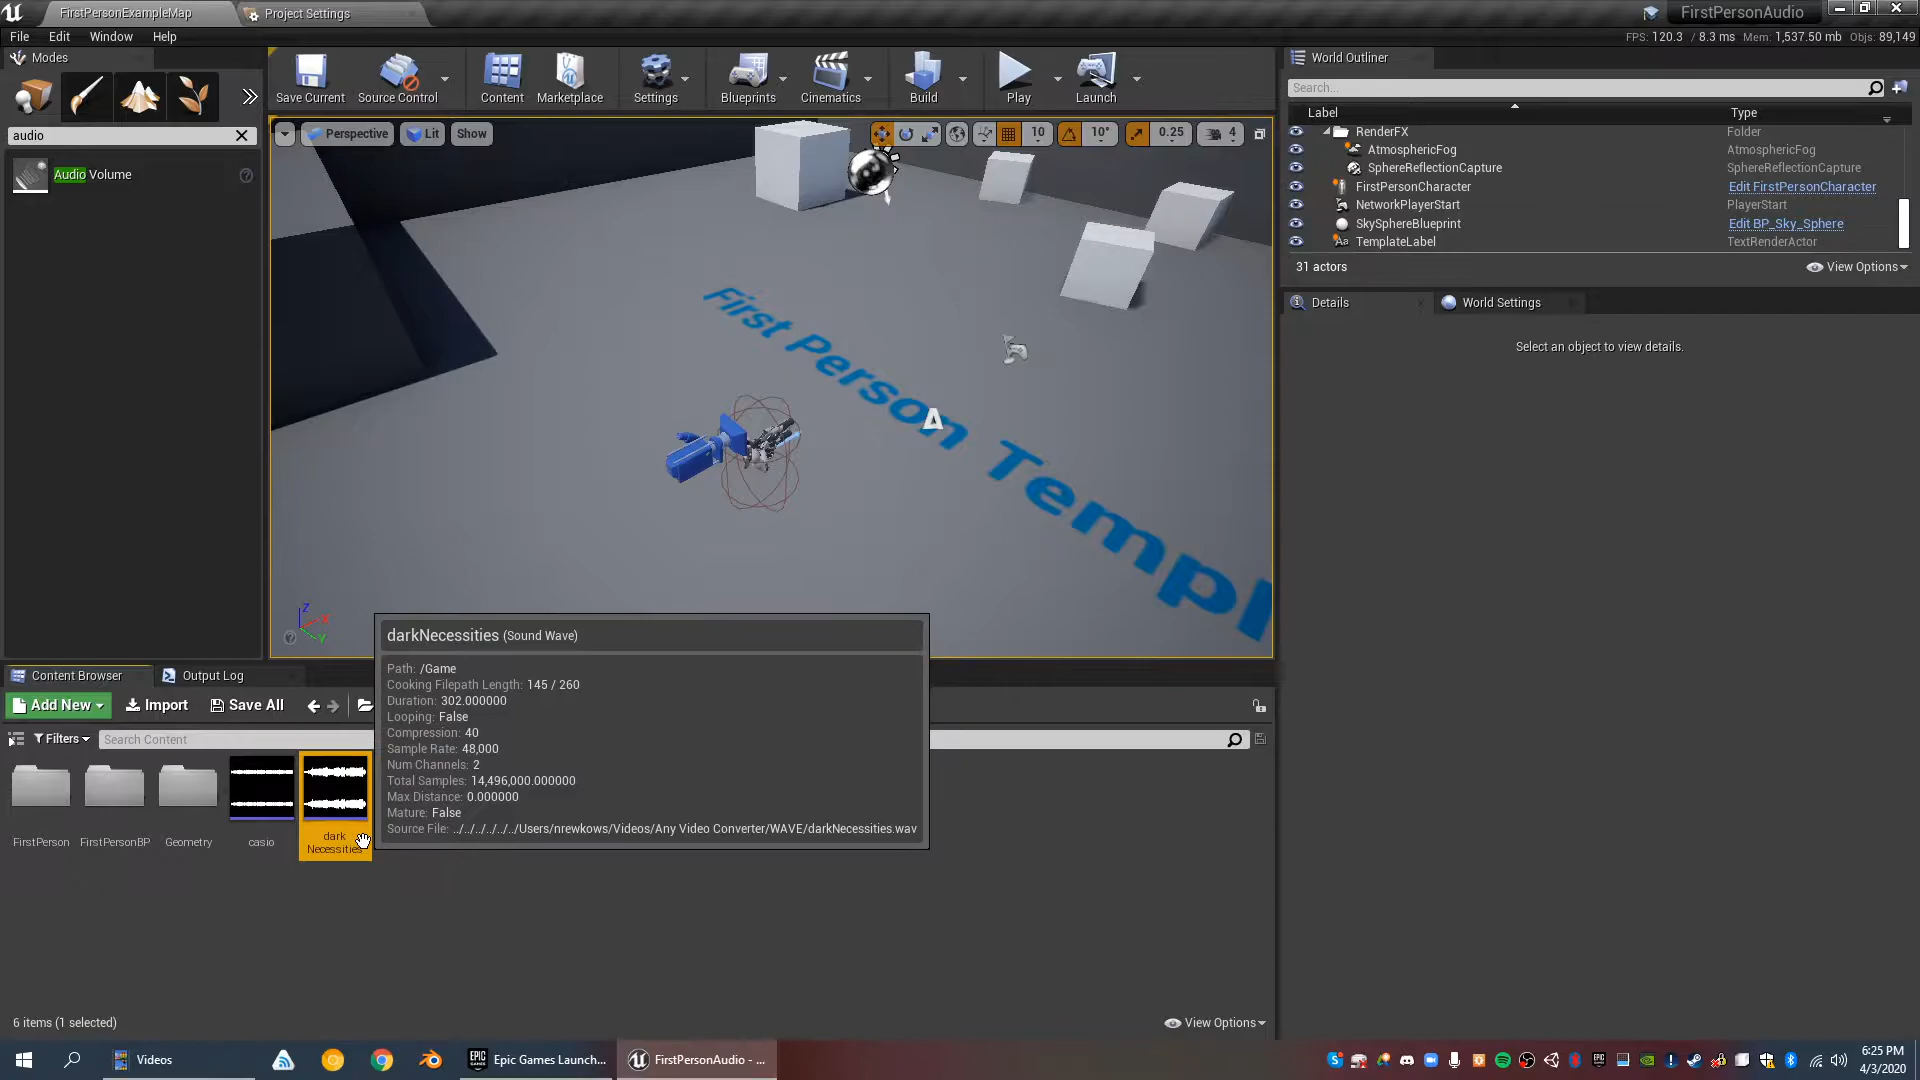 FirstPersonExampleMap
Project Settings
FirstPersonAudio
File Edit Window Help
FPS: 120.3 / 8.3 ms Mem: 1,537.50 mb Objs: 89,149
Modes
World Outliner
Save Current
Source Control
Content
Marketplace
Settings
Blueprints
Cinematics
Build
Play
Launch
Search...
Label
Type
audio
Perspective
Lit
Show
10
10°
0.25
4
RenderFX
Folder
AtmosphericFog
AtmosphericFog
SphereReflectionCapture
SphereReflectionCapture
FirstPersonCharacter
Edit FirstPersonCharacter
NetworkPlayerStart
PlayerStart
SkySphereBlueprint
Edit BP_Sky_Sphere
TemplateLabel
TextRenderActor
31 actors
View Options
Audio Volume
Details
World Settings
Select an object to view details.
First Person Templ
Z
X
Y
darkNecessities (Sound Wave)
Path: /Game
Cooking Filepath Length: 145 / 260
Duration: 302.000000
Looping: False
Compression: 40
Sample Rate: 48,000
Num Channels: 2
Total Samples: 14,496,000.000000
Max Distance: 0.000000
Mature: False
Source File: ../../../../../../Users/nrewkows/Videos/Any Video Converter/WAVE/darkNecessities.wav
Content Browser
Output Log
Add New
Import
Save All
Filters
Search Content
FirstPerson
FirstPersonBP
Geometry
casio
dark
Necessities
6 items (1 selected)
View Options
Videos
EPIC GAMES
Epic Games Launch...
FirstPersonAudio - ...
6:25 PM
4/3/2020